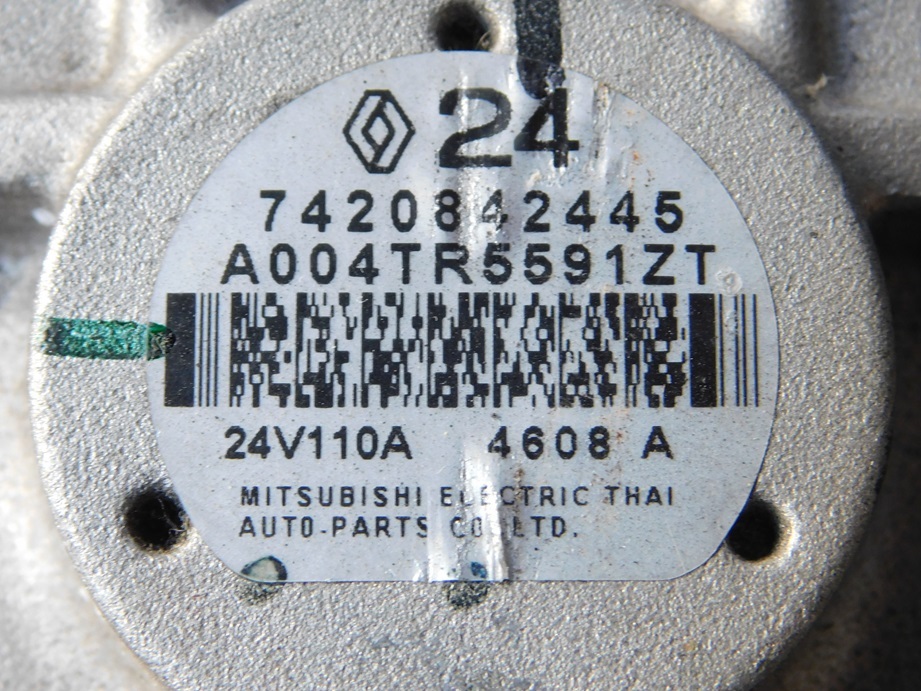 24
7420842445
A004TR5591ZT
24V110A 4608 A
MITSUBISHI ELECTRIC THAI
AUTO-PARTS CO.,LTD.